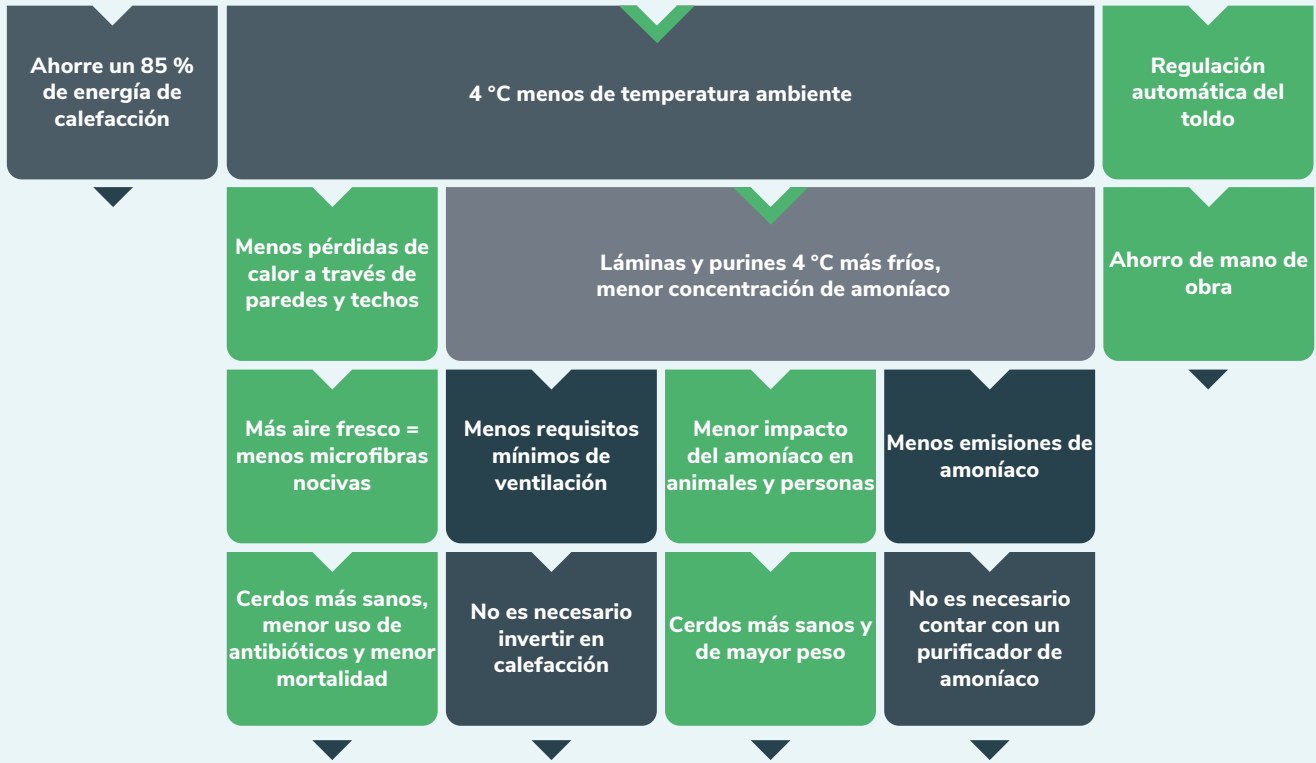 Ahorre un 85 %
de energía de
calefacción
4 °C menos de temperatura ambiente
Regulación
automática del
toldo
Menos pérdidas de
calor a través de
paredes y techos
Láminas y purines 4 °C más fríos,
menor concentración de amoníaco
Ahorro de mano de
obra
Más aire fresco =
menos microfibras
nocivas
Menos requisitos
mínimos de
ventilación
Menor impacto
del amoníaco en
animales y personas
Menos emisiones de
amoníaco
Cerdos más sanos,
menor uso de
antibióticos y menor
mortalidad
No es necesario
invertir en
calefacción
Cerdos más sanos y
de mayor peso
No es necesario
contar con un
purificador de
amoníaco